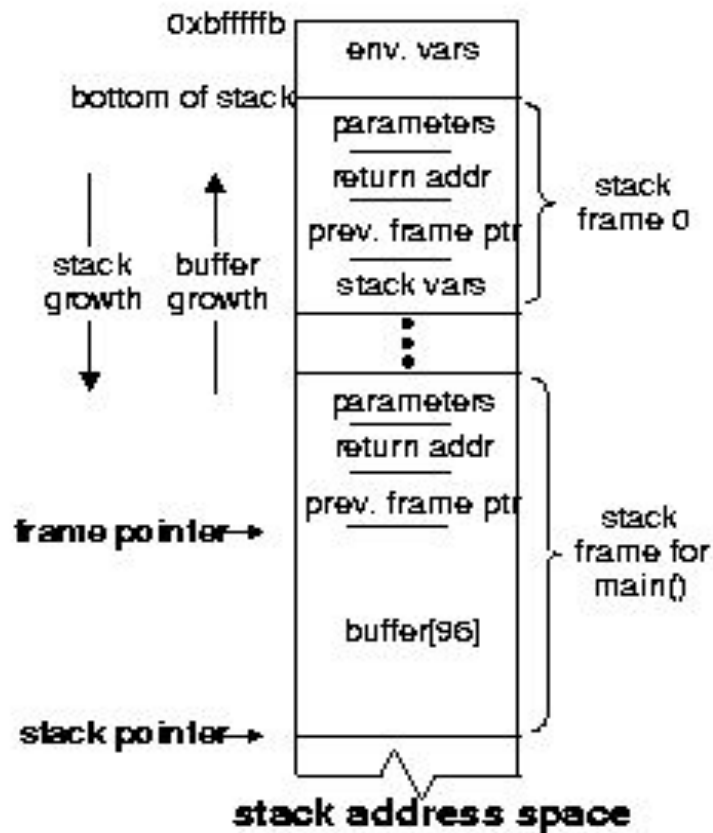 0xbfffffb
env. vars
bottom of stack
parameters
return addr
prev. frame ptr
stack vars
stack
frame 0
stack
growth
buffer
growth
parameters
return addr
prev. frame ptr
frame pointer
buffer[96]
stack
frame for
main()
stack pointer
stack address space